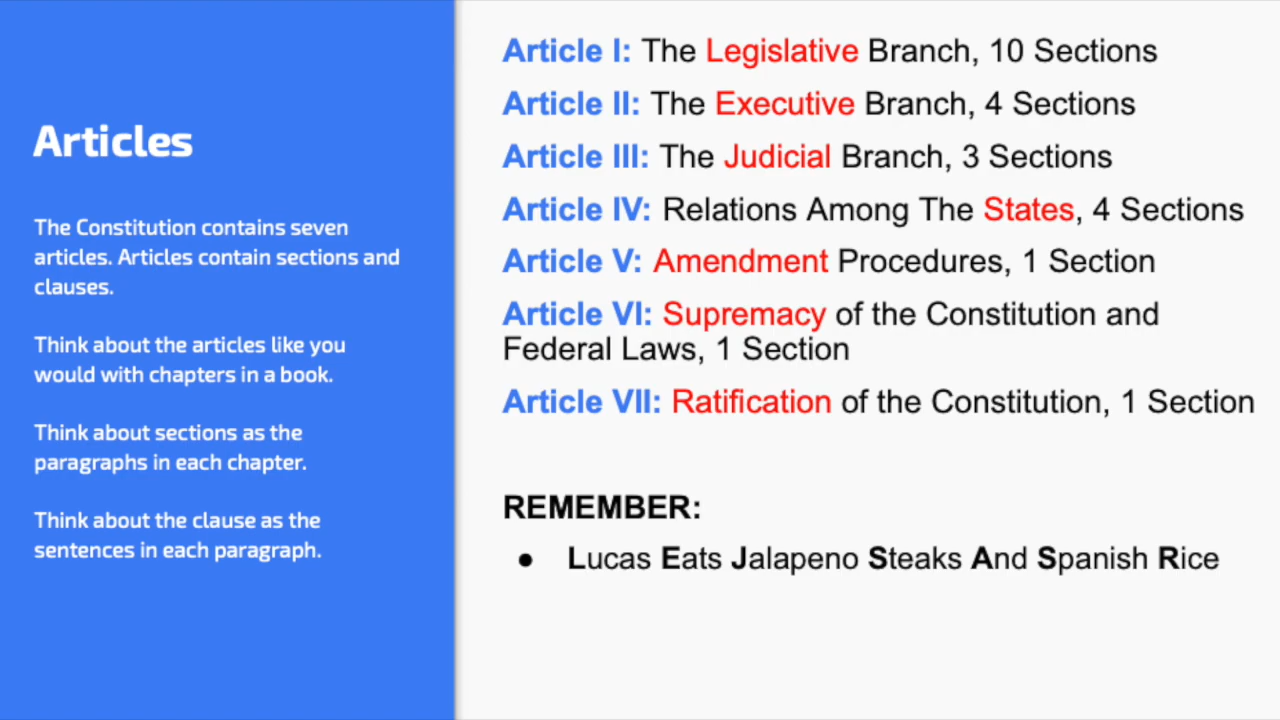 Articles
The Constitution contains seven
articles. Articles contain sections and
clauses.
Think about the articles like you
would with chapters in a book.
Think about sections as the
paragraphs in each chapter.
Think about the clause as the
sentences in each paragraph.
Article I: The Legislative Branch, 10 Sections
Article II: The Executive Branch, 4 Sections
Article III: The Judicial Branch, 3 Sections
Article IV: Relations Among The States, 4 Sections
Article V: Amendment Procedures, 1 Section
Article VI: Supremacy of the Constitution and
Federal Laws, 1 Section
Article VII: Ratification of the Constitution, 1 Section
REMEMBER:
● Lucas Eats Jalapeno Steaks And Spanish Rice